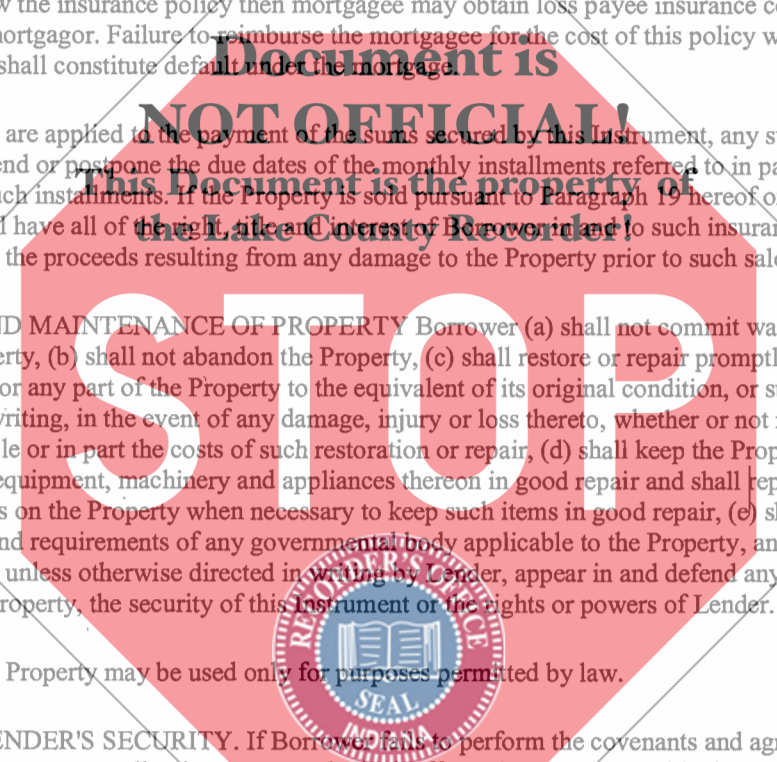 w the insurance policy then mortgagee may obtain loss payee insurance c
ortgagor. Failure to reimburse the mortgagee for the cost of this policy w
Document is
shall constitute default under the mortgage.
NOT OFFICIAL!
are applied to the payment of the sums secured by this Instrument, any s
end or postpone the due dates of the monthly installments referred to in pa
This Document is the property of
uch installments. If the Property is sold pursuant to Paragraph 19 hereof o
the Lake County Recorder!
l have all of the right, title and interest of Borrower in and to such insuran
the proceeds resulting from any damage to the Property prior to such sale
STOP
ND MAINTENANCE OF PROPERTY Borrower (a) shall not commit wa
erty, (b) shall not abandon the Property, (c) shall restore or repair promptl
or any part of the Property to the equivalent of its original condition, or s
writing, in the event of any damage, injury or loss thereto, whether or not
le or in part the costs of such restoration or repair, (d) shall keep the Prop
equipment, machinery and appliances thereon in good repair and shall rep
s on the Property when necessary to keep such items in good repair, (e) s
nd requirements of any governmental body applicable to the Property, an
unless otherwise directed in writing by Lender, appear in and defend any
roperty, the security of this Instrument or the rights or powers of Lender.
RECORDER'S OFFICE
SEAL
INDIANA
Property may be used only for purposes permitted by law.
ENDER'S SECURITY. If Borrower fails to perform the covenants and agr